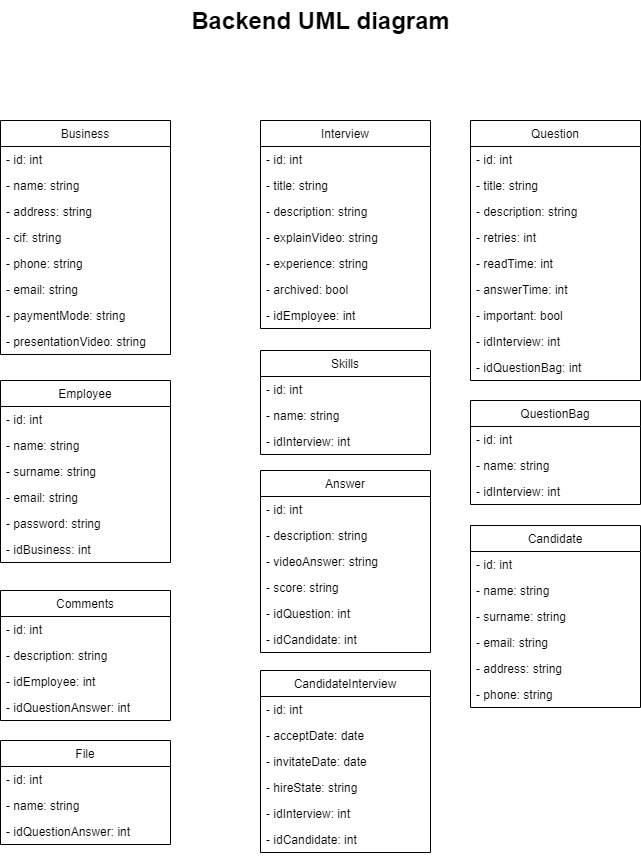 Backend UML diagram
Business
- id: int
- name: string
- address: string
- cif: string
- phone: string
- email: string
- paymentMode: string
- presentationVideo: string
Employee
- id: int
- name: string
- surname: string
- email: string
- password: string
- idBusiness: int
Comments
- id: int
- description: string
- idEmployee: int
- idQuestionAnswer: int
File
- id: int
- name: string
- idQuestionAnswer: int
Interview
- id: int
- title: string
- description: string
- explainVideo: string
- experience: string
- archived: bool
- idEmployee: int
Skills
- id: int
- name: string
- idInterview: int
Answer
- id: int
- description: string
- videoAnswer: string
- score: string
- idQuestion: int
- idCandidate: int
CandidateInterview
- id: int
- acceptDate: date
- invitateDate: date
- hireState: string
- idInterview: int
- idCandidate: int
Question
- id: int
- title: string
- description: string
- retries: int
- readTime: int
- answerTime: int
- important: bool
- idInterview: int
- idQuestionBag: int
QuestionBag
- id: int
- name: string
- idInterview: int
Candidate
- id: int
- name: string
- surname: string
- email: string
- address: string
- phone: string